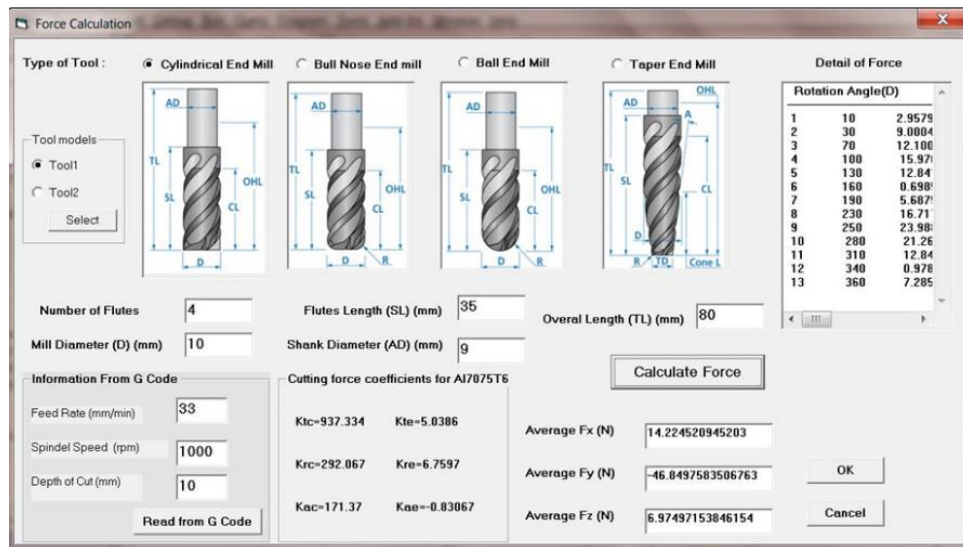 Force Calculation
Type of Tool :
Cylindrical End Mill
Bull Nose End mill
Ball End Mill
Taper End Mill
Detail of Force
Tool models
Tool1
Tool2
Select
AD
TL
SL
OHL
CL
D
AD
TL
SL
OHL
CL
D
R
AD
TL
SL
OHL
CL
D
R
OHL
AD
A
TL
SL
CL
D
R
TD
Cone L
Rotation Angle(D)
1 10 2.9579
2 30 9.0004
3 70 12.100
4 100
5 130 12.84
6 160
7 190
8 230 16.71
9 250
10 280 21.26
11 310 12.84
12 340 0.978
13 360 7.285
Number of Flutes 4
Flutes Length (SL) (mm) 35
Overal Length (TL) (mm) 80
Mill Diameter (D) (mm) 10
Shank Diameter (AD) (mm) 9
Calculate Force
Information From G Code
Feed Rate (mm/min) 33
Spindel Speed (rpm) 1000
Depth of Cut (mm) 10
Read from G Code
Cutting force coefficients for Al7075T6
Ktc=937.334 Kte=5.0386
Krc=292.067 Kre=6.7597
Kac=171.37 Kae=-0.83067
Average Fx (N) 14.224520945203
Average Fy (N) -46.8497583506763
Average Fz (N) 6.97497153846154
OK
Cancel